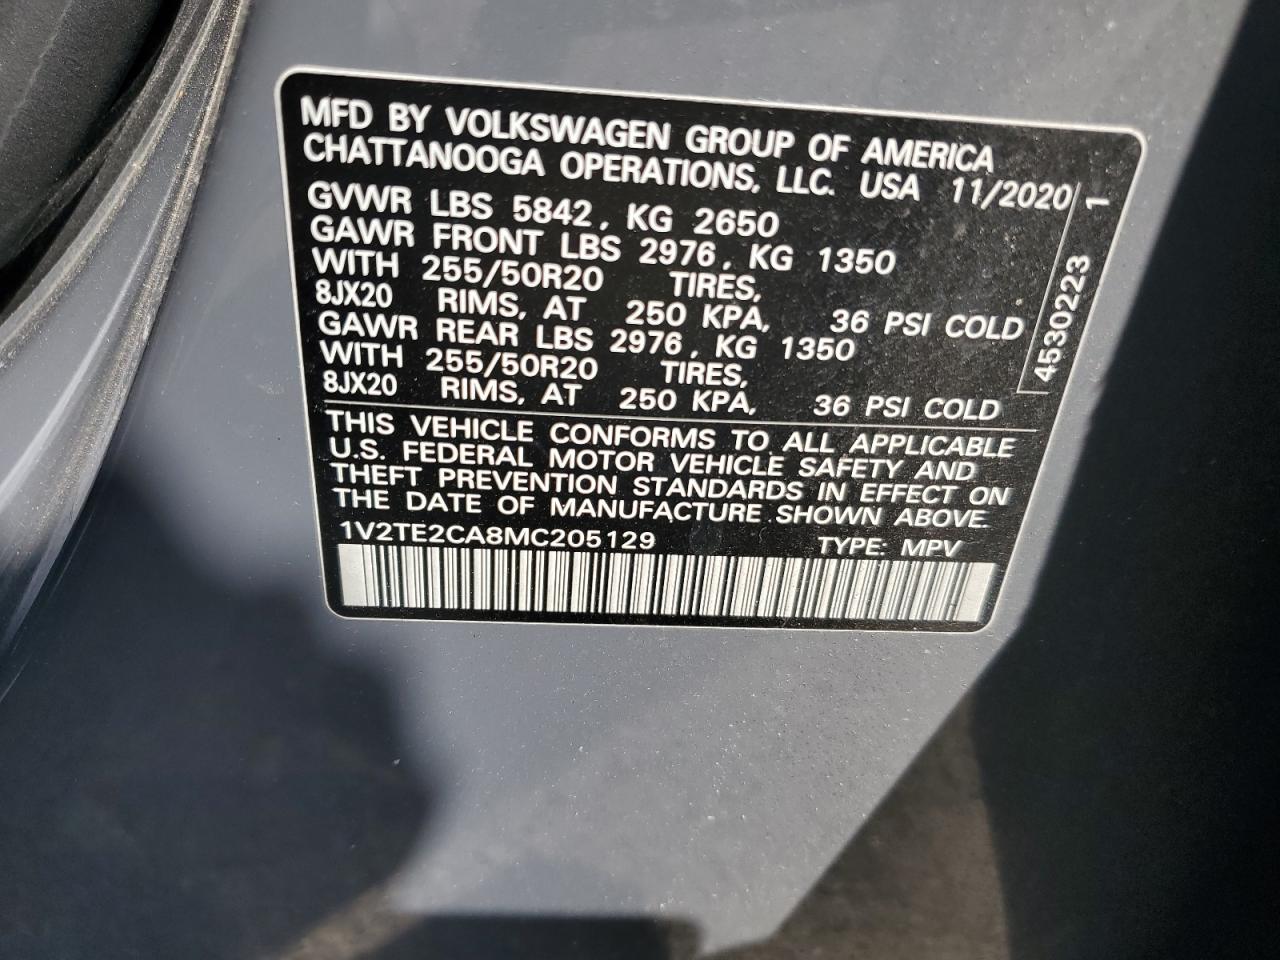 MFD BY VOLKSWAGEN GROUP OF AMERICA
CHATTANOOGA OPERATIONS, LLC. USA 11/2020
GVWR LBS 5842, KG 2650
GAWR FRONT LBS 2976, KG 1350
WITH 255/50R20 TIRES,
8JX20 RIMS, AT 250 KPA, 36 PSI COLD
GAWR REAR LBS 2976, KG 1350
WITH 255/50R20 TIRES,
8JX20 RIMS, AT 250 KPA, 36 PSI COLD
4530223 1
THIS VEHICLE CONFORMS TO ALL APPLICABLE
U.S. FEDERAL MOTOR VEHICLE SAFETY AND
THEFT PREVENTION STANDARDS IN EFFECT ON
THE DATE OF MANUFACTURE SHOWN ABOVE.
1V2TE2CA8MC205129 TYPE: MPV